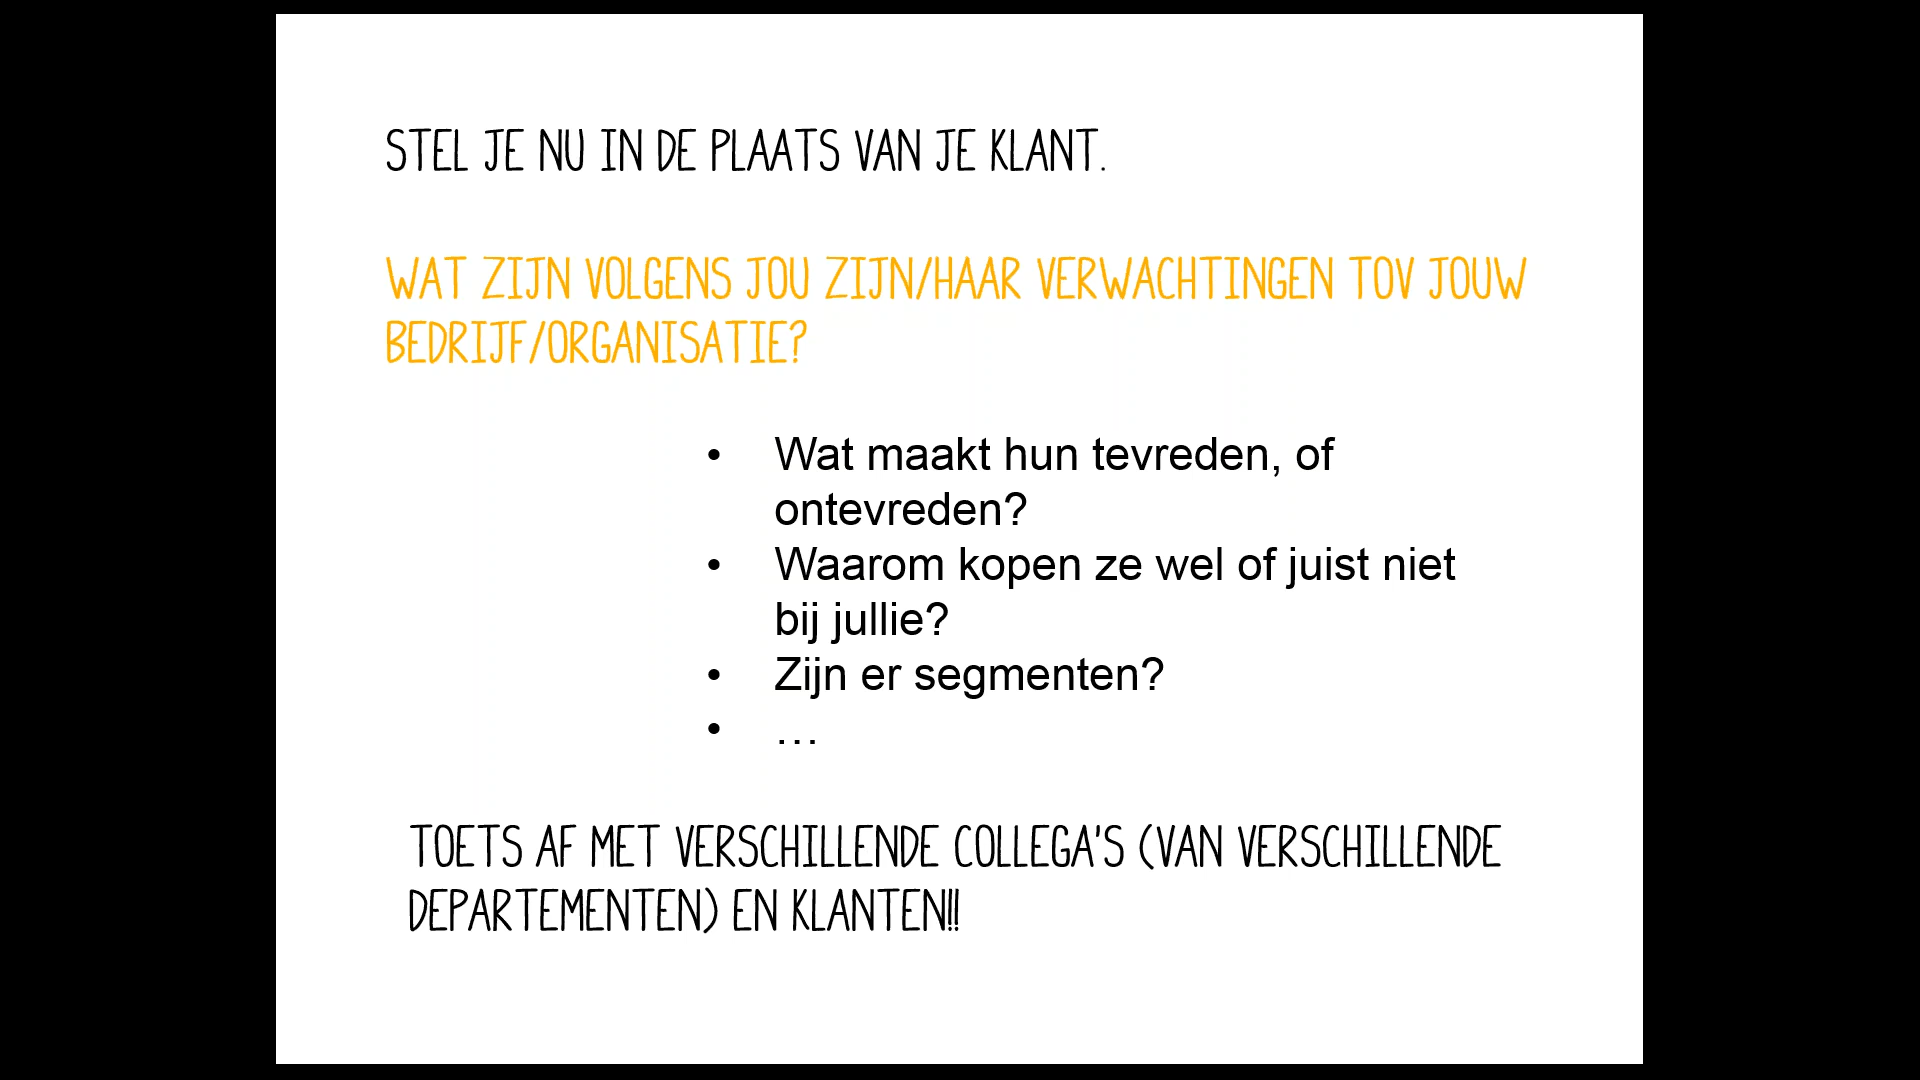 STEL JE NU IN DE PLAATS VAN JE KLANT.
WAT ZIJN VOLGENS JOU ZIJN/HAAR VERWACHTINGEN TOV JOUW
BEDRIJF/ORGANISATIE?
• Wat maakt hun tevreden, of
ontevreden?
• Waarom kopen ze wel of juist niet
bij jullie?
• Zijn er segmenten?
• …
TOETS AF MET VERSCHILLENDE COLLEGA'S (VAN VERSCHILLENDE
DEPARTEMENTEN) EN KLANTEN!!